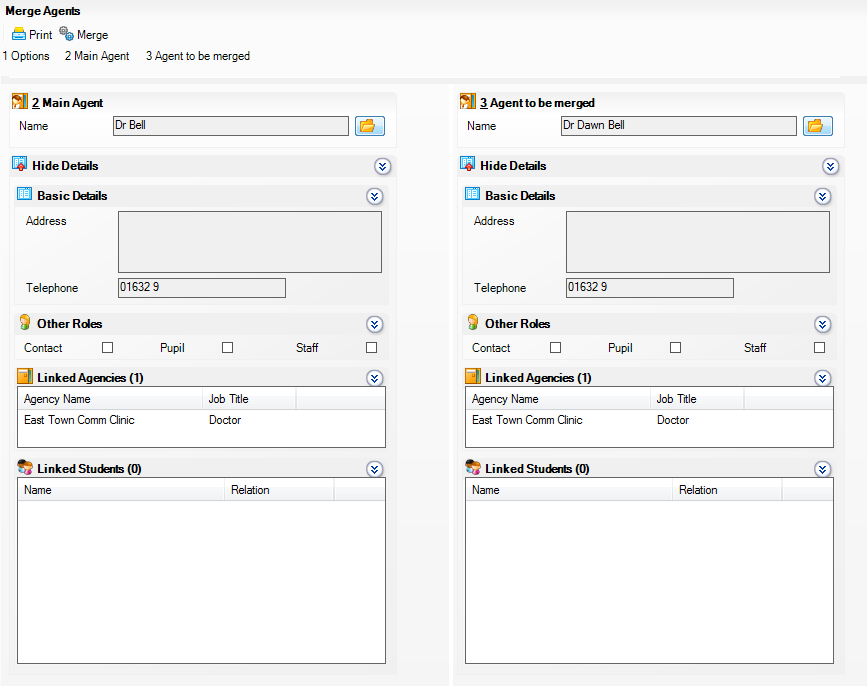 Merge Agents
Print Merge
1 Options 2 Main Agent 3 Agent to be merged
2 Main Agent
Name Dr Bell
Hide Details
Basic Details
Address
Telephone 01632 9
Other Roles
Contact Pupil Staff
Linked Agencies (1)
Agency Name Job Title
East Town Comm Clinic Doctor
Linked Students (0)
Name Relation
3 Agent to be merged
Name Dr Dawn Bell
Hide Details
Basic Details
Address
Telephone 01632 9
Other Roles
Contact Pupil Staff
Linked Agencies (1)
Agency Name Job Title
East Town Comm Clinic Doctor
Linked Students (0)
Name Relation